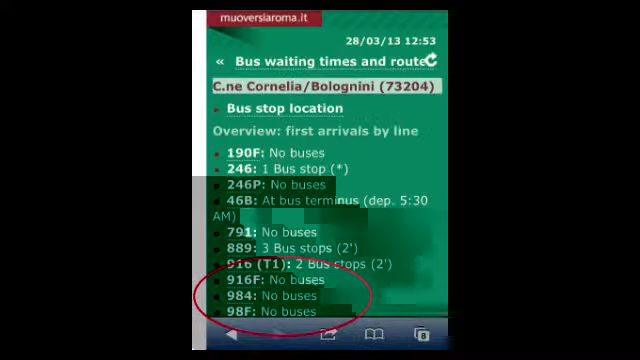 muoversiaroma.it
28/03/13 12:53
« Bus waiting times and route
C.ne Cornelia/Bolognini (73204)
Bus stop location
Overview: first arrivals by line
190F: No buses
246: 1 Bus stop (*)
246P: No buses
46B: At bus terminus (dep. 5:30
AM)
791: No buses
889: 3 Bus stops (2')
916 (T1): 2 Bus stops (2')
916F: No buses
984: No buses
98F: No buses
8